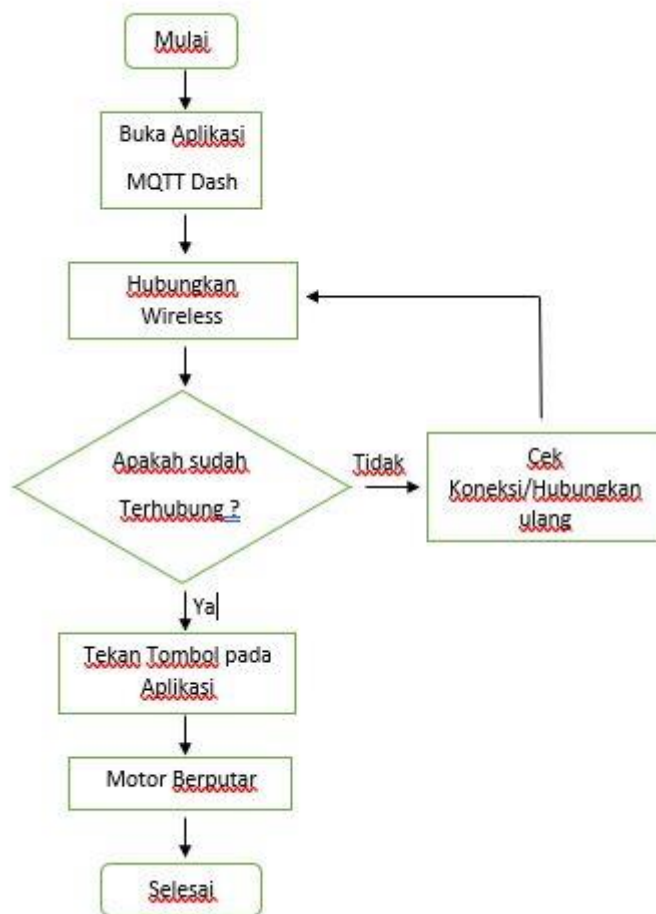 Mulai
Buka Aplikasi
MQTT Dash
Hubungkan
Wireless
Apakah sudah
Terhubung ?
Tidak
Cek
Koneksi/Hubungkan
ulang
Ya
Tekan Tombol pada
Aplikasi
Motor Berputar
Selesai